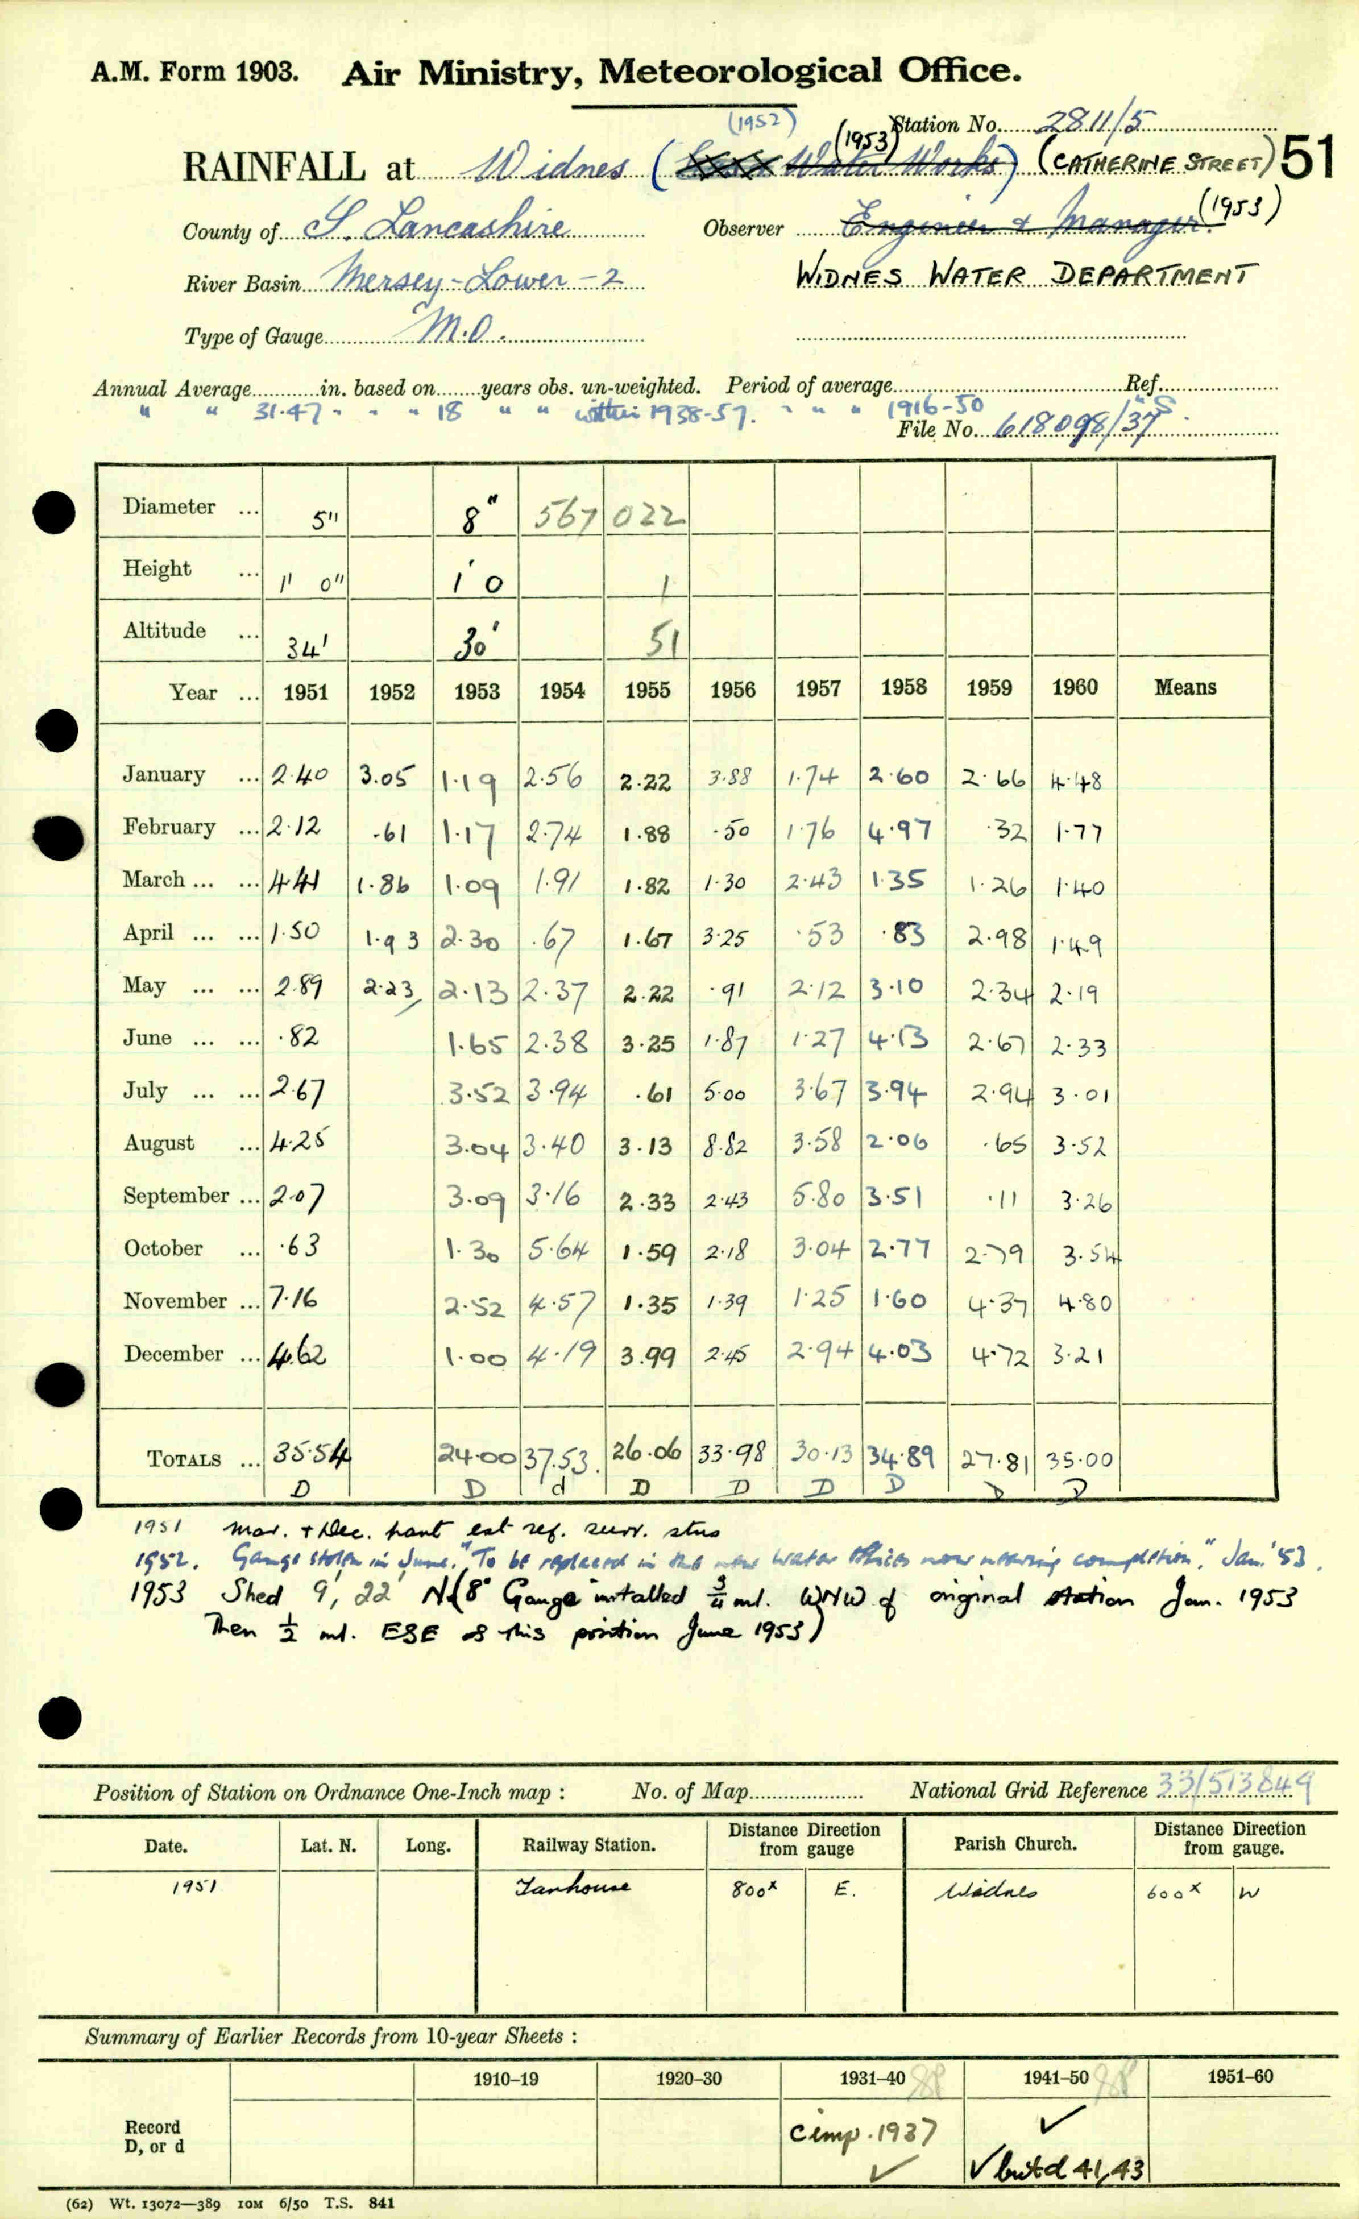 A.M. Form 1903. Air Ministry, Meteorological Office.
(1952) (1953) Station No. 2811/5
RAINFALL at Widnes ( Water Works) (CATHERINE STREET) 51
County of S. Lancashire Observer Engineer & Manager. (1953)
River Basin Mersey-Lower-2 WIDNES WATER DEPARTMENT
Type of Gauge M.O.
Annual Average in. based on years obs. un-weighted. Period of average Ref.
" " 31.47 " " " 18 " " within 1938-57. " " " 1916-50 " S
File No. 618098/37
Diameter ... 5" 8" 567 022
Height ... 1' 0" 1' 0 1
Altitude ... 34' 30' 51
Year ... 1951 1952 1953 1954 1955 1956 1957 1958 1959 1960 Means
January ... 2.40 3.05 1.19 2.56 2.22 3.88 1.74 2.60 2.66 4.48
February ... 2.12 .61 1.17 2.74 1.88 .50 1.76 4.97 .32 1.77
March ... ... 4.41 1.86 1.09 1.91 1.82 1.30 2.43 1.35 1.26 1.40
April ... ... 1.50 1.93 2.30 .67 1.67 3.25 .53 .83 2.98 1.49
May ... ... 2.89 2.23 2.13 2.37 2.22 .91 2.12 3.10 2.34 2.19
June ... ... .82 1.65 2.38 3.25 1.87 1.27 4.13 2.67 2.33
July ... ... 2.67 3.52 3.94 .61 5.00 3.67 3.94 2.94 3.01
August ... 4.25 3.04 3.40 3.13 8.82 3.58 2.06 .65 3.52
September ... 2.07 3.09 3.16 2.33 2.43 5.80 3.51 .11 3.26
October ... .63 1.30 5.64 1.59 2.18 3.04 2.77 2.79 3.54
November ... 7.16 2.52 4.57 1.35 1.39 1.25 1.60 4.37 4.80
December ... 4.62 1.00 4.19 3.99 2.45 2.94 4.03 4.72 3.21
TOTALS ... 35.54 24.00 37.53. 26.06 33.98 30.13 34.89 27.81 35.00
D D d D D D D D D
1951 Mar. + Dec. part est ref. surr. stns
1952. Gauge stolen in June. "To be replaced in the new Water Offices now nearing completion." Jan. '53.
1953 Shed 9', 22' N (8" Gauge installed 3/4 ml. WNW of original station Jan. 1953
Then 1/2 ml. ESE of this position June 1953)
Position of Station on Ordnance One-Inch map : No. of Map National Grid Reference 33/513849
Date. Lat. N. Long. Railway Station. Distance Direction from gauge Parish Church. Distance Direction from gauge.
1951 Tanhouse 800x E. Widnes 600x W
Summary of Earlier Records from 10-year Sheets :
1910–19 1920–30 1931–40 1941–50 1951–60
Record D, or d
cimp. 1937 ✓
✓ ✓ but d 41, 43
(62) Wt. 13072—389 10M 6/50 T.S. 841